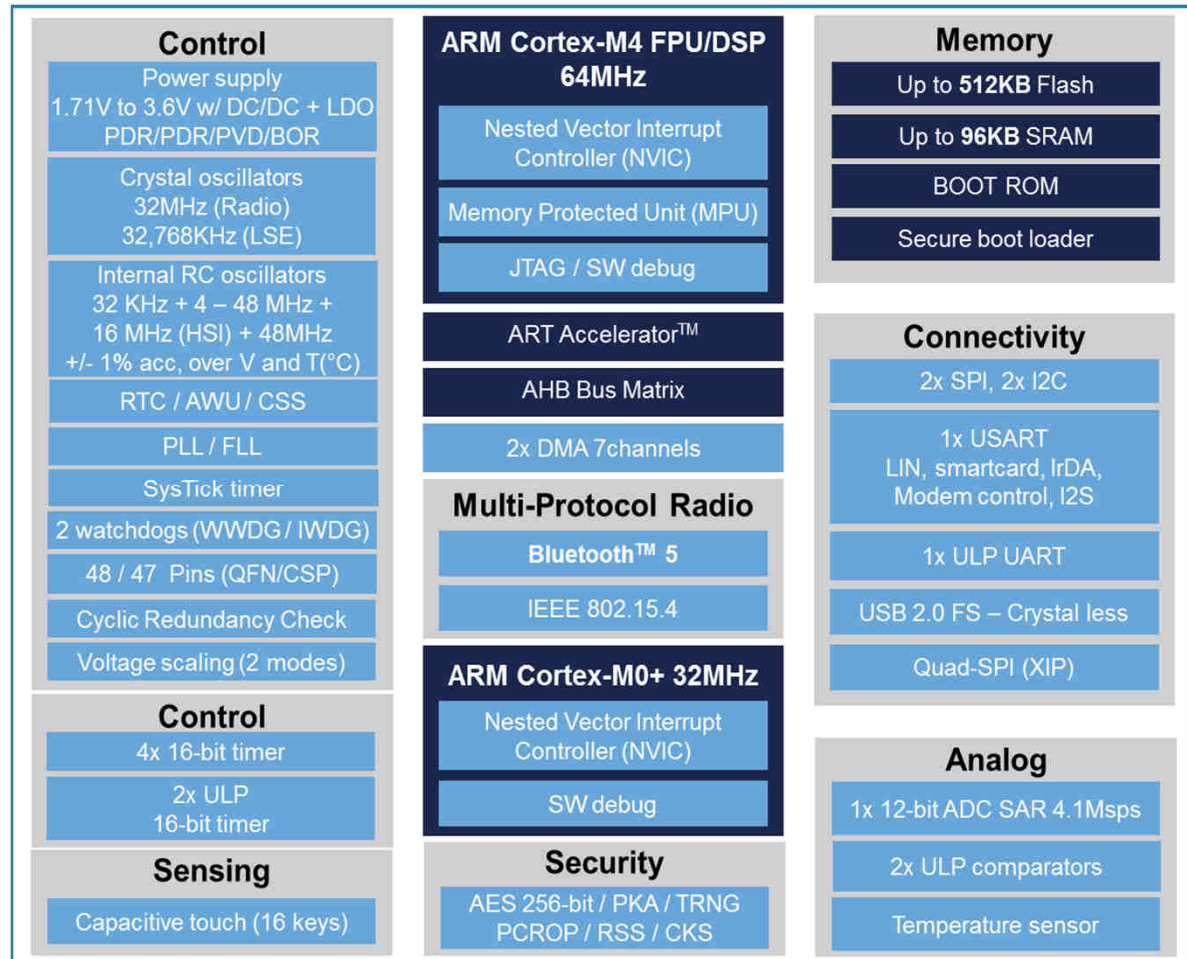 Control
Power supply
1.71V to 3.6V w/ DC/DC + LDO
PDR/PDR/PVD/BOR
Crystal oscillators
32MHz (Radio)
32,768KHz (LSE)
Internal RC oscillators
32 KHz + 4 – 48 MHz +
16 MHz (HSI) + 48MHz
+/- 1% acc, over V and T(°C)
RTC / AWU / CSS
PLL / FLL
SysTick timer
2 watchdogs (WWDG / IWDG)
48 / 47 Pins (QFN/CSP)
Cyclic Redundancy Check
Voltage scaling (2 modes)
Control
4x 16-bit timer
2x ULP
16-bit timer
Sensing
Capacitive touch (16 keys)
ARM Cortex-M4 FPU/DSP
64MHz
Nested Vector Interrupt
Controller (NVIC)
Memory Protected Unit (MPU)
JTAG / SW debug
ART Accelerator™
AHB Bus Matrix
2x DMA 7channels
Multi-Protocol Radio
Bluetooth™ 5
IEEE 802.15.4
ARM Cortex-M0+ 32MHz
Nested Vector Interrupt
Controller (NVIC)
SW debug
Security
AES 256-bit / PKA / TRNG
PCROP / RSS / CKS
Memory
Up to 512KB Flash
Up to 96KB SRAM
BOOT ROM
Secure boot loader
Connectivity
2x SPI, 2x I2C
1x USART
LIN, smartcard, IrDA,
Modem control, I2S
1x ULP UART
USB 2.0 FS – Crystal less
Quad-SPI (XIP)
Analog
1x 12-bit ADC SAR 4.1Msps
2x ULP comparators
Temperature sensor